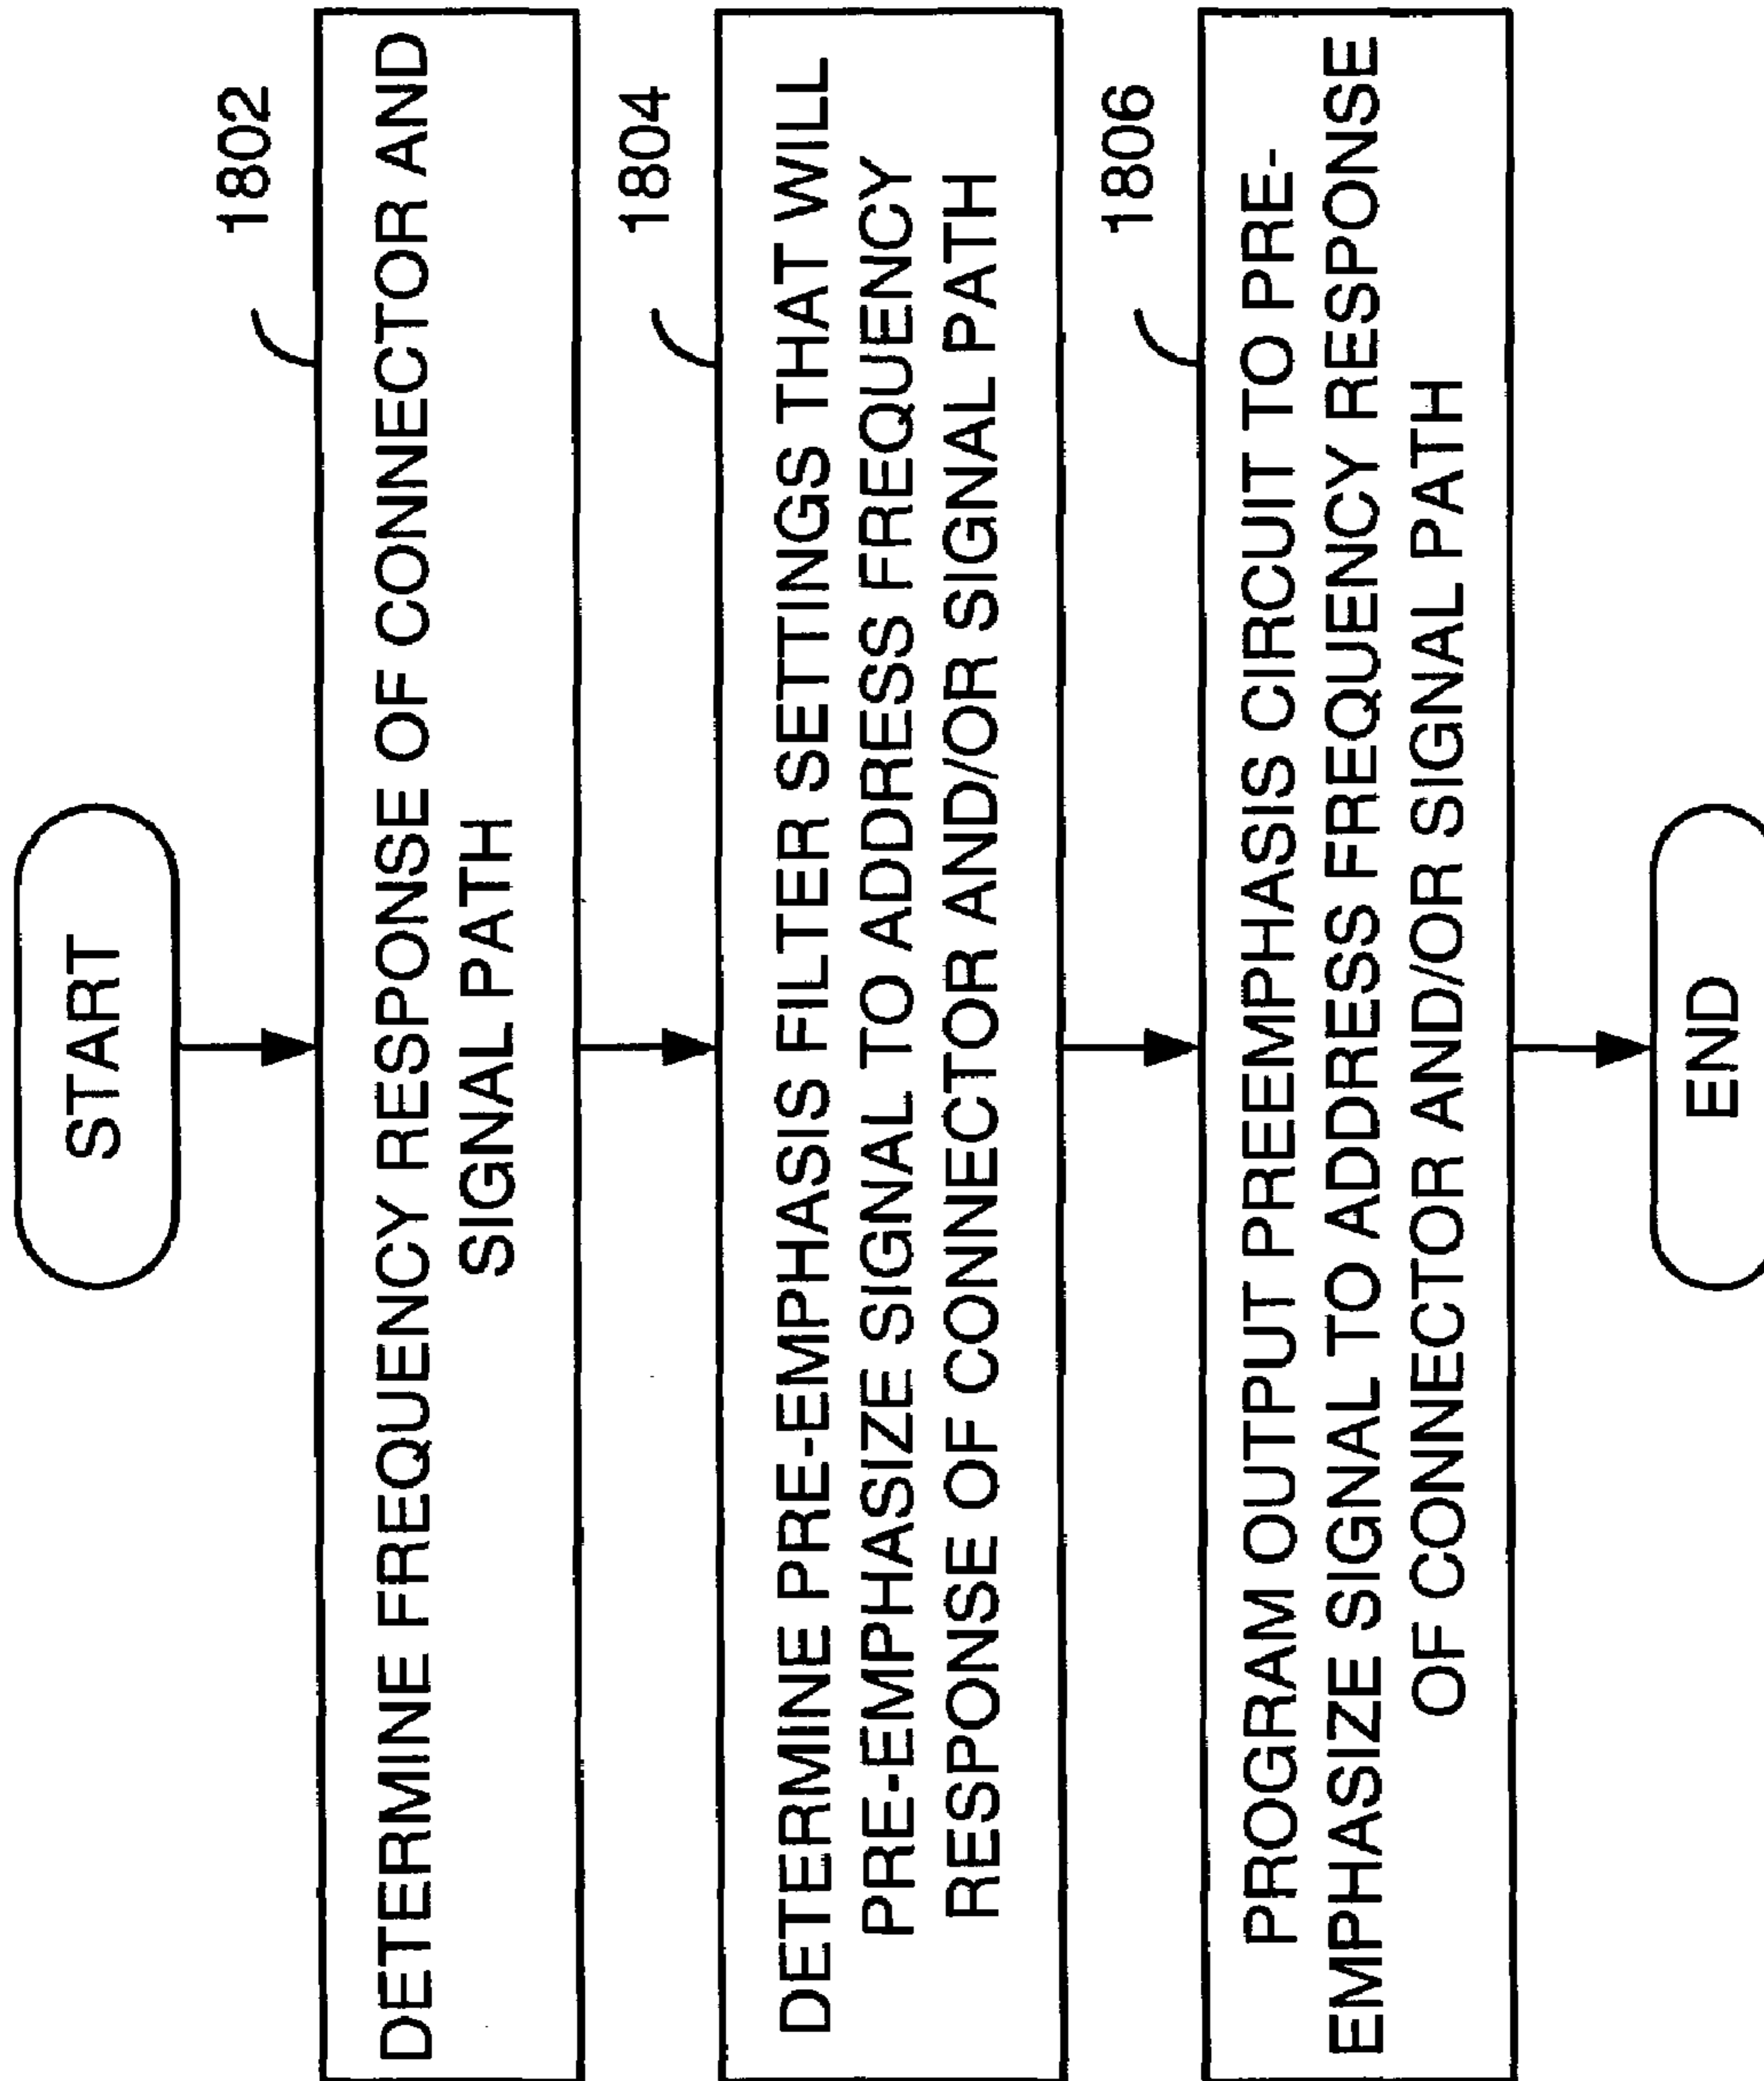 START
1802
DETERMINE FREQUENCY RESPONSE OF CONNECTOR AND
SIGNAL PATH
1804
DETERMINE PRE-EMPHASIS FILTER SETTINGS THAT WILL
PRE-EMPHASIZE SIGNAL TO ADDRESS FREQUENCY
RESPONSE OF CONNECTOR AND/OR SIGNAL PATH
1806
PROGRAM OUTPUT PREEMPHASIS CIRCUIT TO PRE-
EMPHASIZE SIGNAL TO ADDRESS FREQUENCY RESPONSE
OF CONNECTOR AND/OR SIGNAL PATH
END